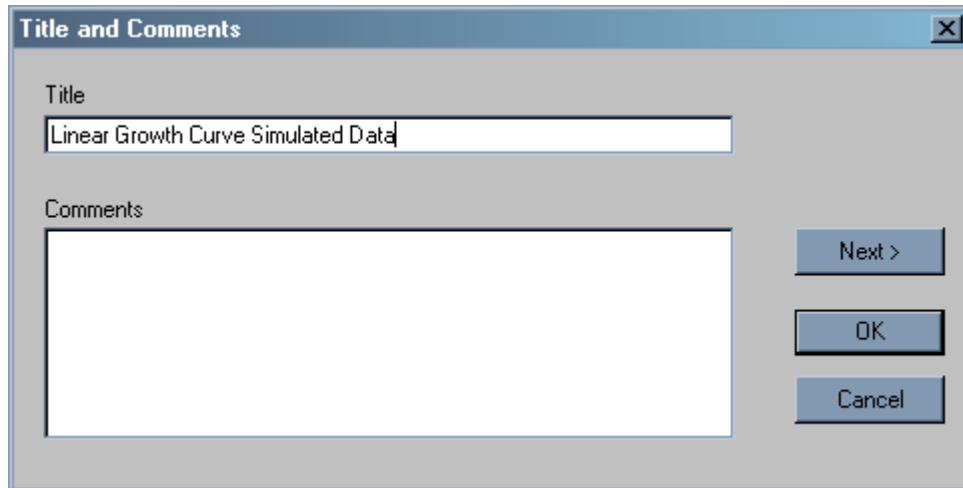 Title and Comments
Title
Linear Growth Curve Simulated Data
Comments
Next >
OK
Cancel